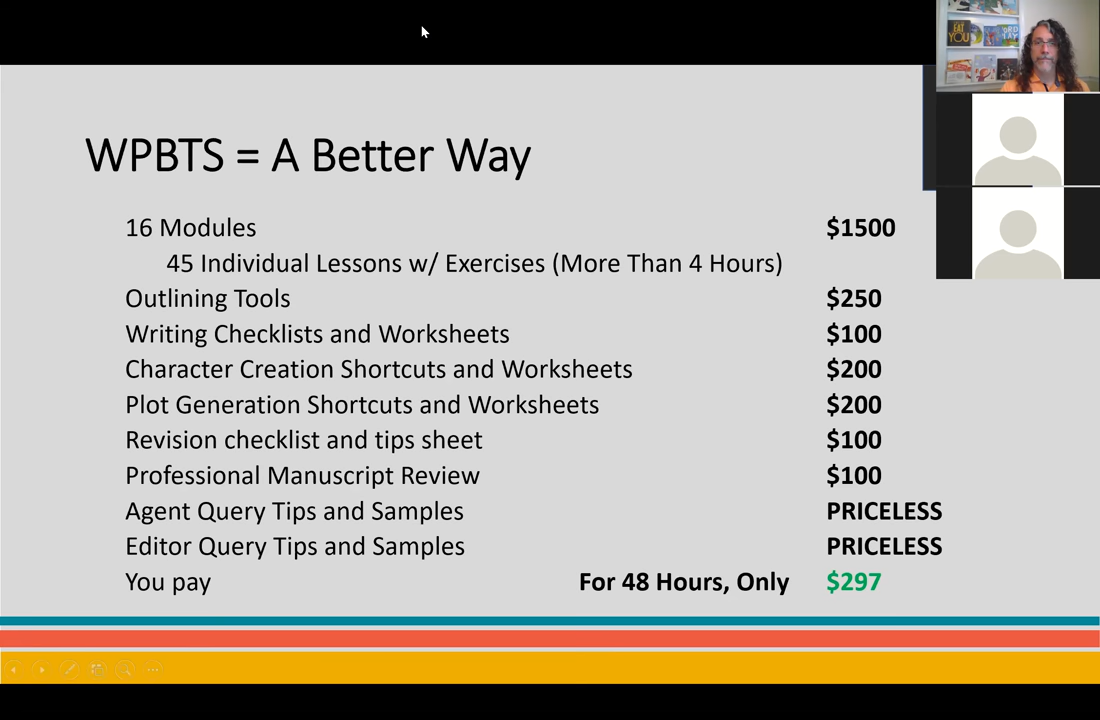 WPBTS = A Better Way
16 Modules $1500
45 Individual Lessons w/ Exercises (More Than 4 Hours)
Outlining Tools $250
Writing Checklists and Worksheets $100
Character Creation Shortcuts and Worksheets $200
Plot Generation Shortcuts and Worksheets $200
Revision checklist and tips sheet $100
Professional Manuscript Review $100
Agent Query Tips and Samples PRICELESS
Editor Query Tips and Samples PRICELESS
You pay For 48 Hours, Only $297
EAT
YOU